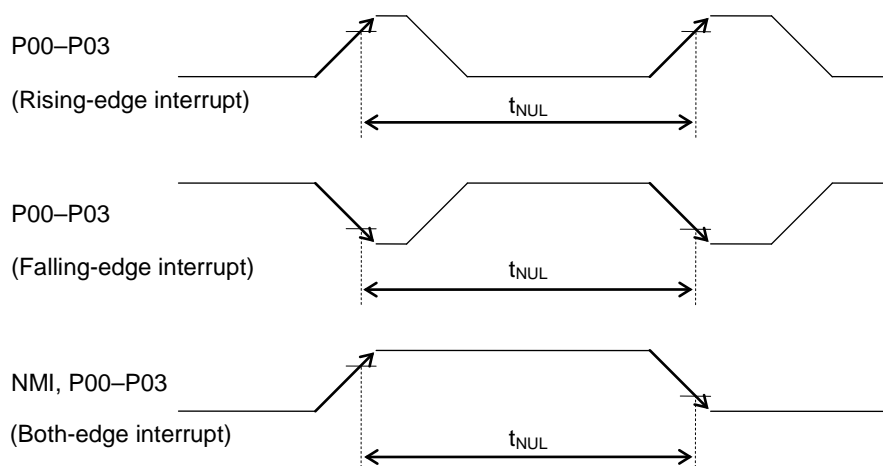 P00–P03
(Rising-edge interrupt)
tNUL
P00–P03
(Falling-edge interrupt)
tNUL
NMI, P00–P03
(Both-edge interrupt)
tNUL